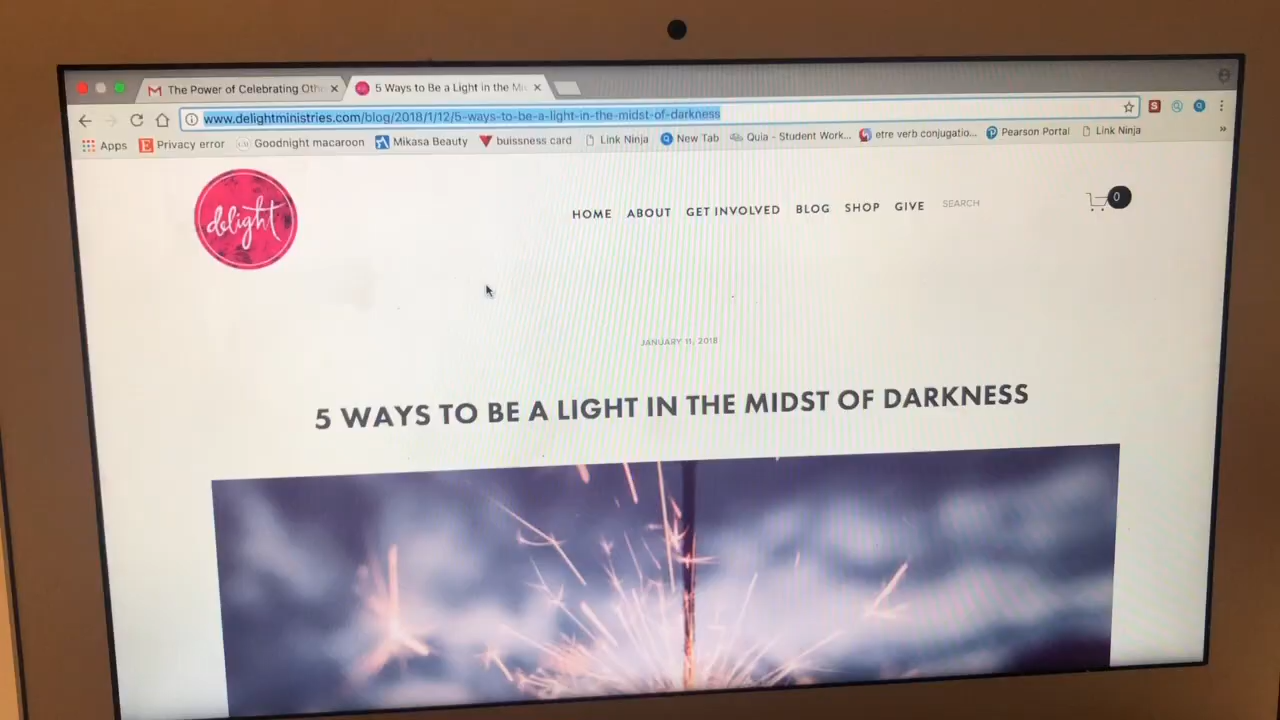 The Power of Celebrating Oth
5 Ways to Be a Light in the Mi
www.delightministries.com/blog/2018/1/12/5-ways-to-be-a-light-in-the-midst-of-darkness
Apps Privacy error Goodnight macaroon Mikasa Beauty buissness card Link Ninja New Tab Quia - Student Work... etre verb conjugatio... Pearson Portal Link Ninja
delight
HOME ABOUT GET INVOLVED BLOG SHOP GIVE SEARCH 0
JANUARY 11, 2018
5 WAYS TO BE A LIGHT IN THE MIDST OF DARKNESS